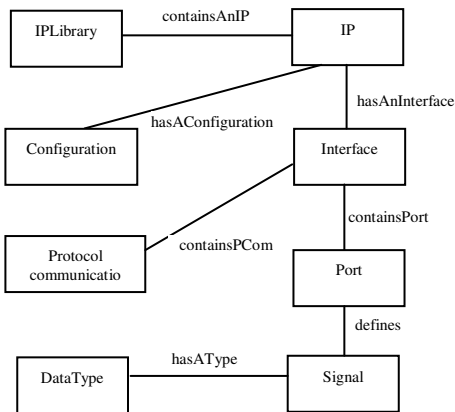 containsAnIP
IPLibrary
IP
hasAnInterface
hasAConfiguration
Configuration
Interface
containsPort
containsPCom
Protocol
communicatio
Port
defines
hasAType
DataType
Signal